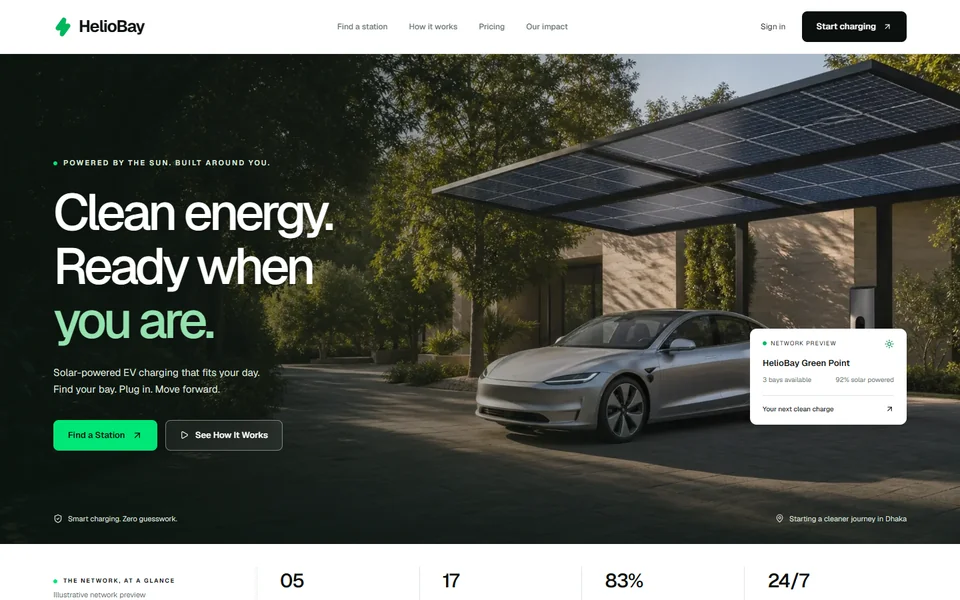 HelioBay
Find a station
How it works
Pricing
Our impact
Sign in
Start charging
POWERED BY THE SUN. BUILT AROUND YOU.
Clean energy.
Ready when
you are.
Solar-powered EV charging that fits your day.
Find your bay. Plug in. Move forward.
Find a Station
See How It Works
NETWORK PREVIEW
HelioBay Green Point
3 bays available
92% solar powered
Your next clean charge
Smart charging. Zero guesswork.
Starting a cleaner journey in Dhaka
THE NETWORK, AT A GLANCE
Illustrative network preview
05
17
83%
24/7